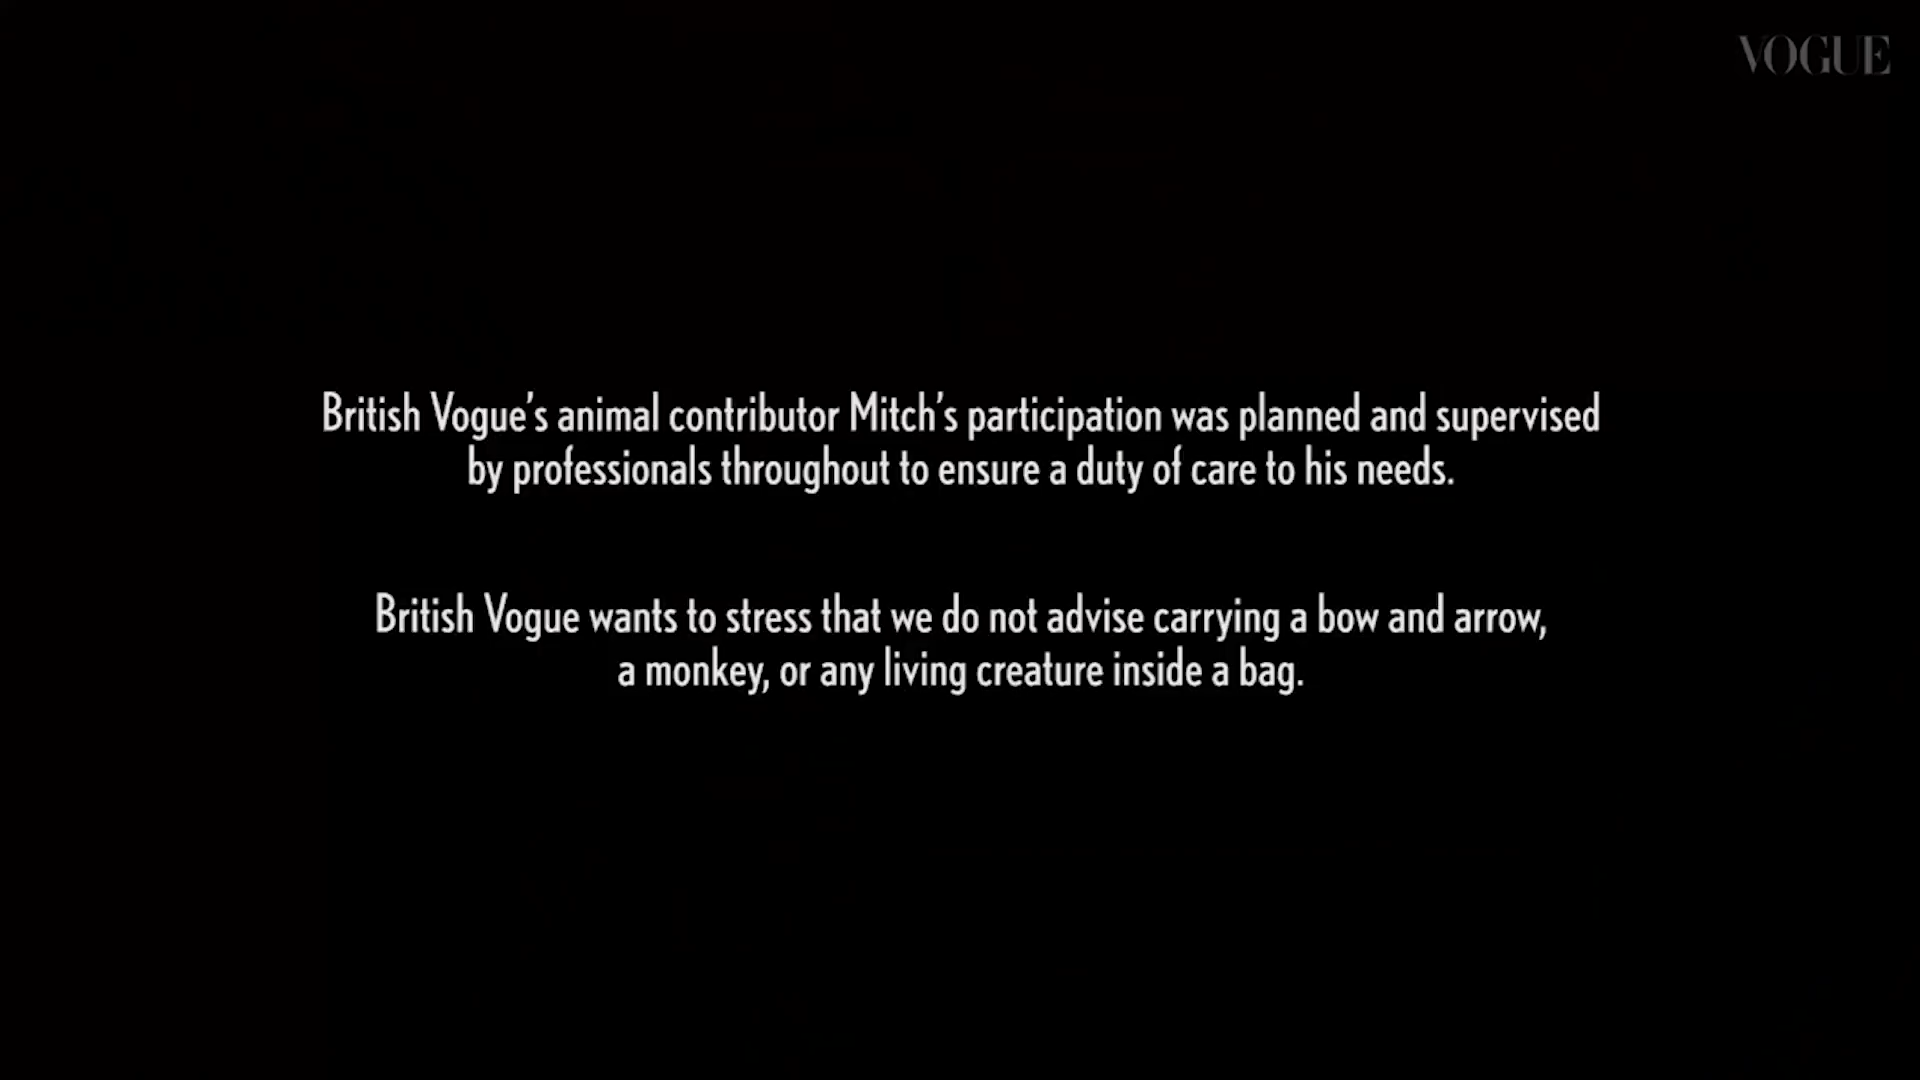 VOGUE
British Vogue’s animal contributor Mitch’s participation was planned and supervised
by professionals throughout to ensure a duty of care to his needs.
British Vogue wants to stress that we do not advise carrying a bow and arrow,
a monkey, or any living creature inside a bag.